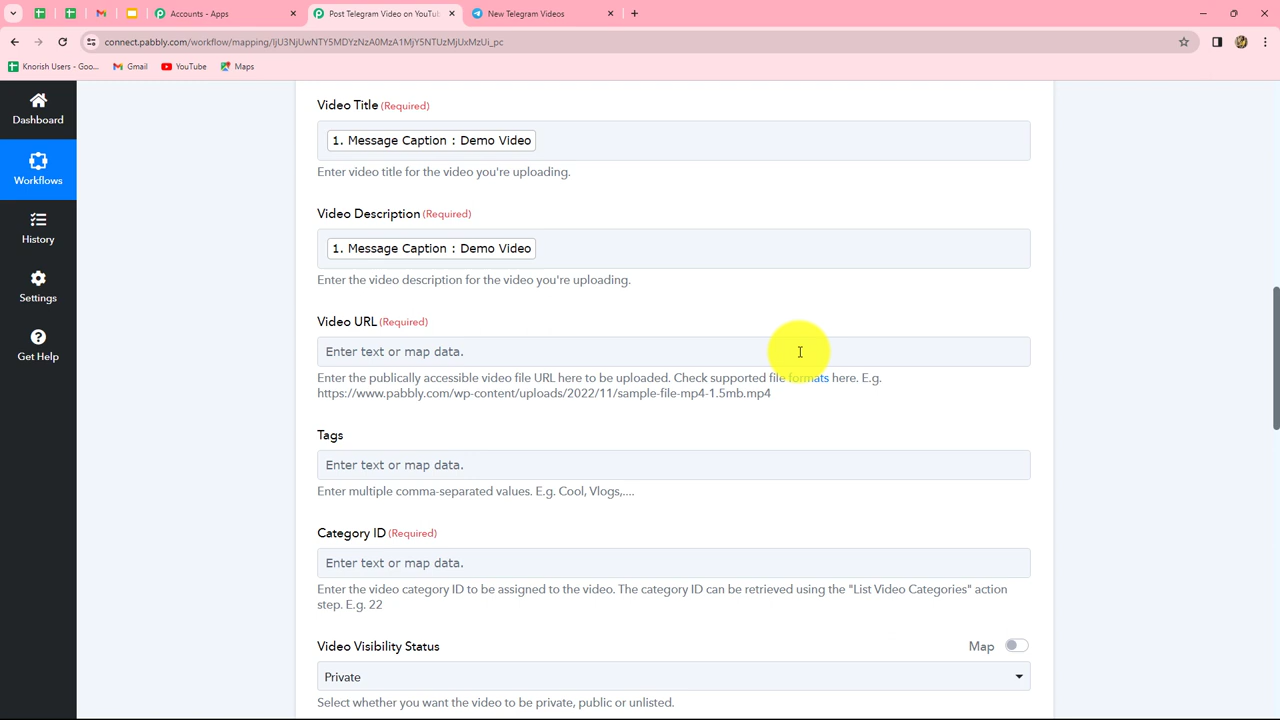 Accounts - Apps
Post Telegram Video on YouTub
New Telegram Videos
connect.pabbly.com/workflow/mapping/IjU3NjUwNTY5MDYzNzA0MzA1MjY5NTUzMjUxMzUi_pc
Knorish Users - Goo...
Gmail
YouTube
Maps
Dashboard
Workflows
History
Settings
Get Help
Video Title (Required)
1. Message Caption : Demo Video
Enter video title for the video you're uploading.
Video Description (Required)
1. Message Caption : Demo Video
Enter the video description for the video you're uploading.
Video URL (Required)
Enter text or map data.
Enter the publically accessible video file URL here to be uploaded. Check supported file formats here. E.g.
https://www.pabbly.com/wp-content/uploads/2022/11/sample-file-mp4-1.5mb.mp4
Tags
Enter text or map data.
Enter multiple comma-separated values. E.g. Cool, Vlogs,....
Category ID (Required)
Enter text or map data.
Enter the video category ID to be assigned to the video. The category ID can be retrieved using the "List Video Categories" action
step. E.g. 22
Video Visibility Status
Map
Private
Select whether you want the video to be private, public or unlisted.